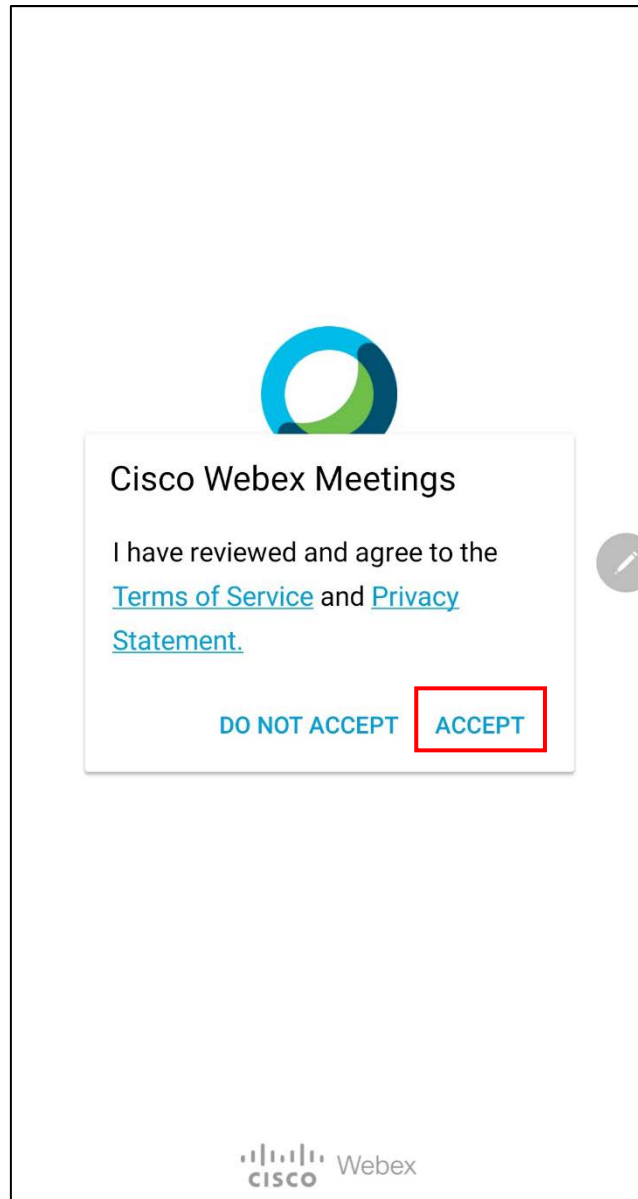 Cisco Webex Meetings
I have reviewed and agree to the
Terms of Service and Privacy
Statement.
DO NOT ACCEPT ACCEPT
CISCO Webex